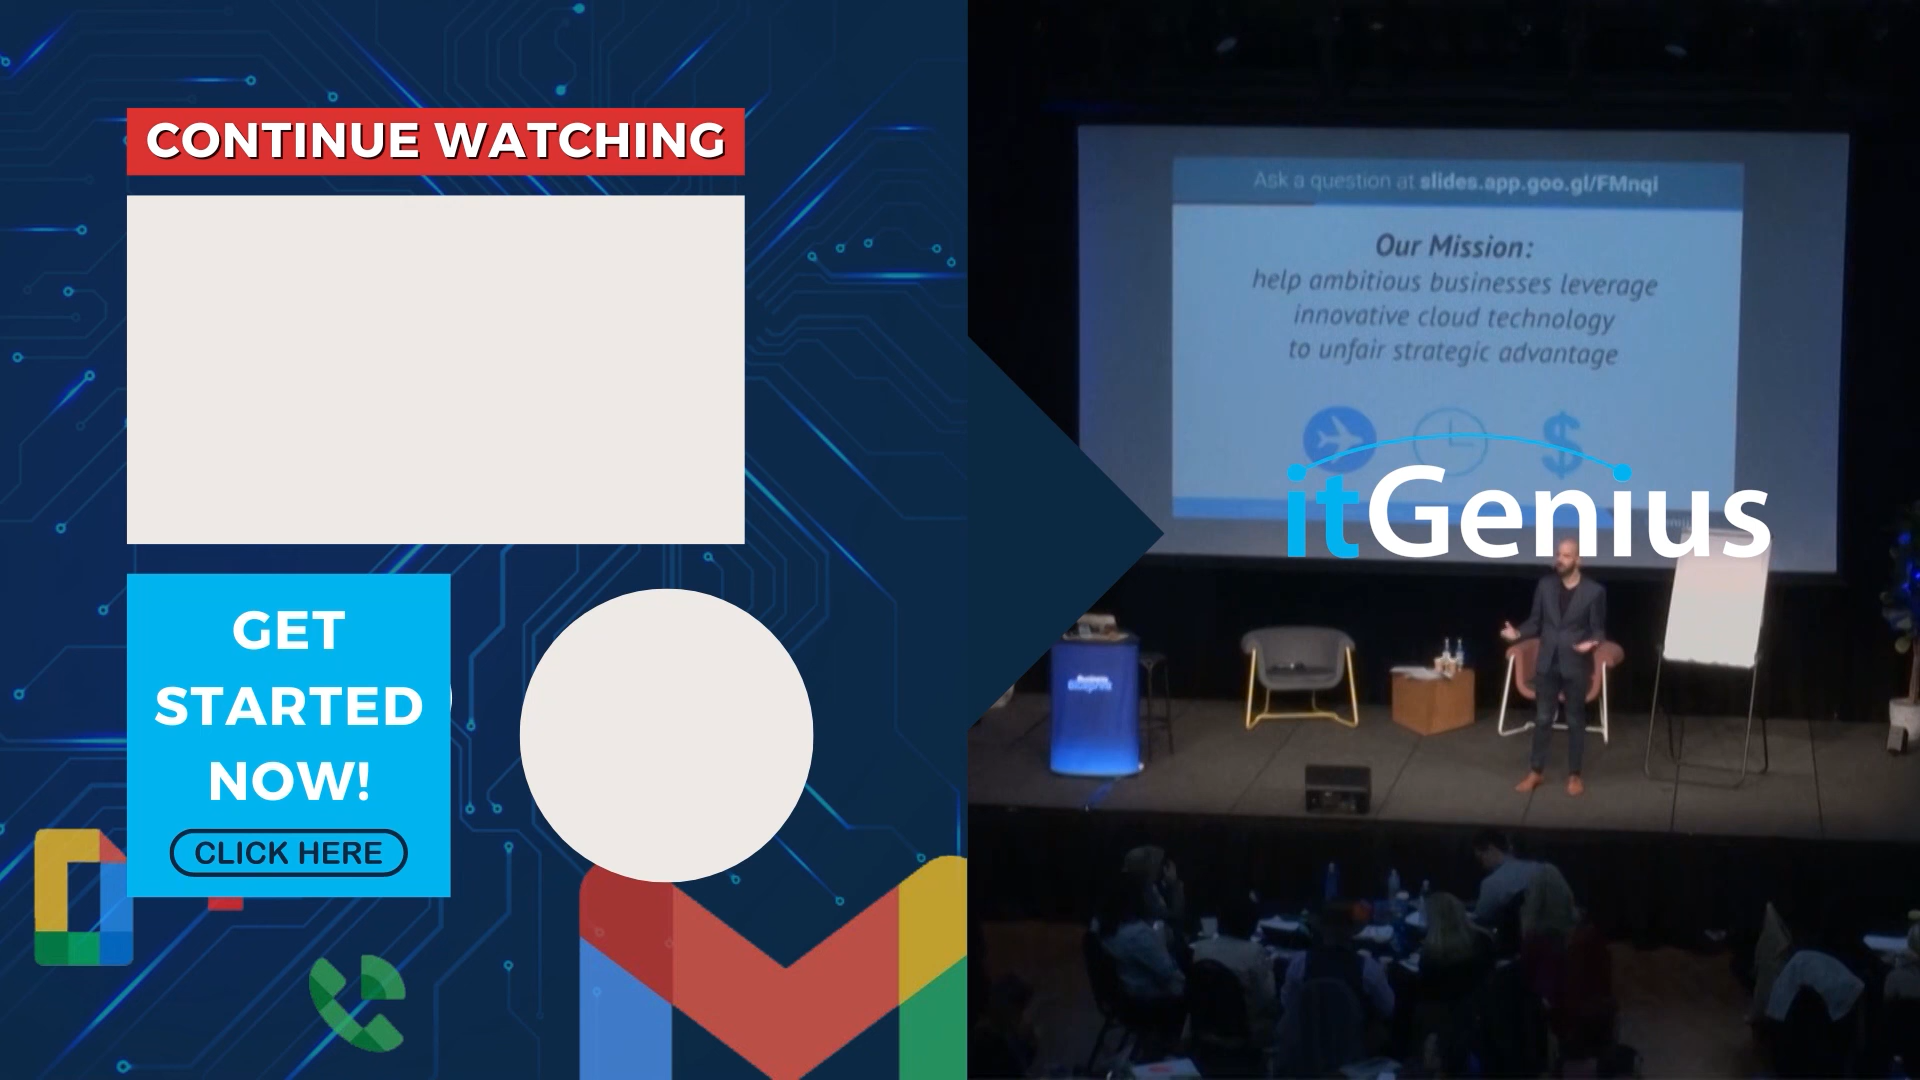 CONTINUE WATCHING
GET
STARTED
NOW!
CLICK HERE
Ask a question at slides.app.goo.gl/FMnqi
Our Mission:
help ambitious businesses leverage
innovative cloud technology
to unfair strategic advantage
$
itGenius